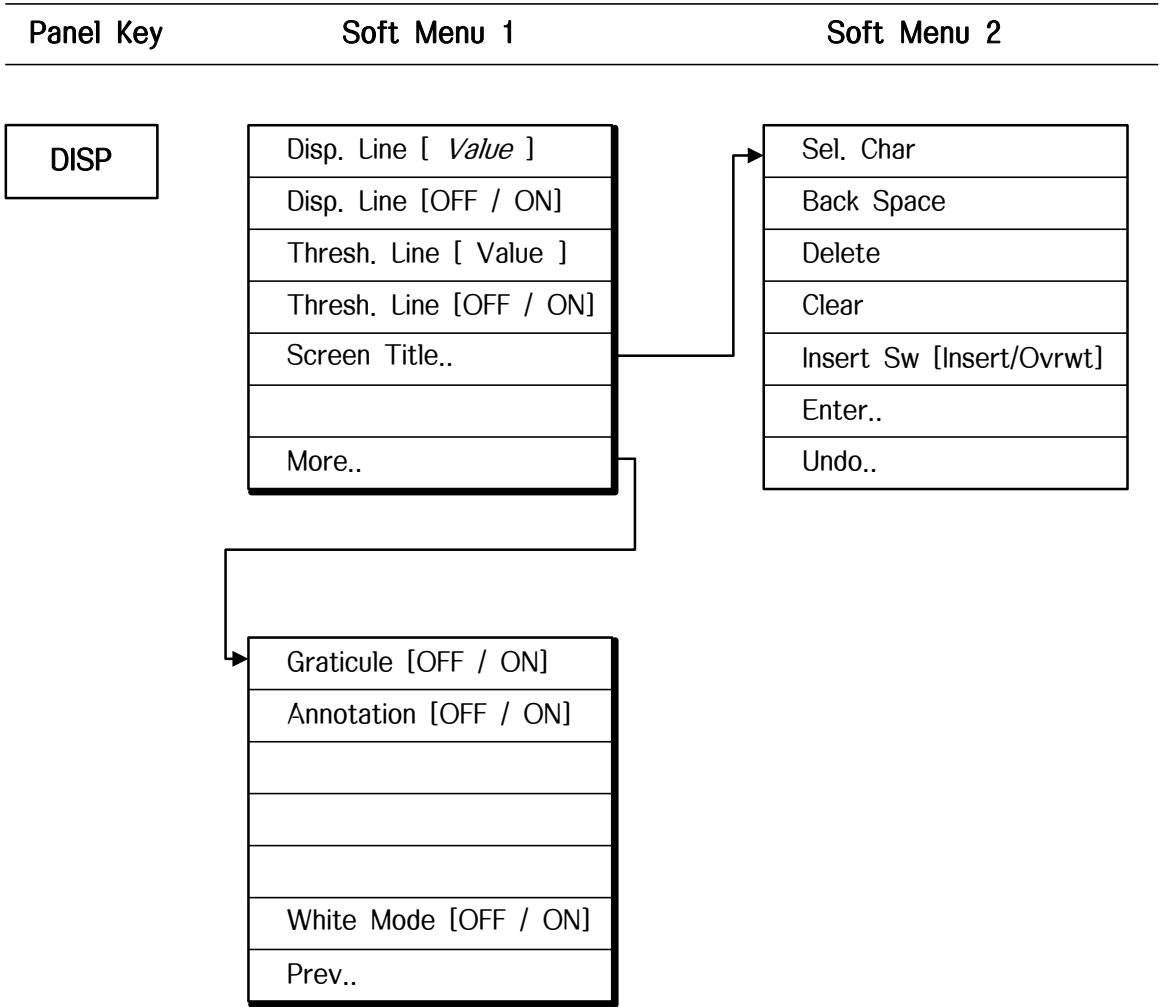 Panel Key Soft Menu 1 Soft Menu 2
DISP
Disp. Line [ Value ]
Disp. Line [OFF / ON]
Thresh. Line [ Value ]
Thresh. Line [OFF / ON]
Screen Title..
More..
Sel. Char
Back Space
Delete
Clear
Insert Sw [Insert/Ovrwt]
Enter..
Undo..
Graticule [OFF / ON]
Annotation [OFF / ON]
White Mode [OFF / ON]
Prev..